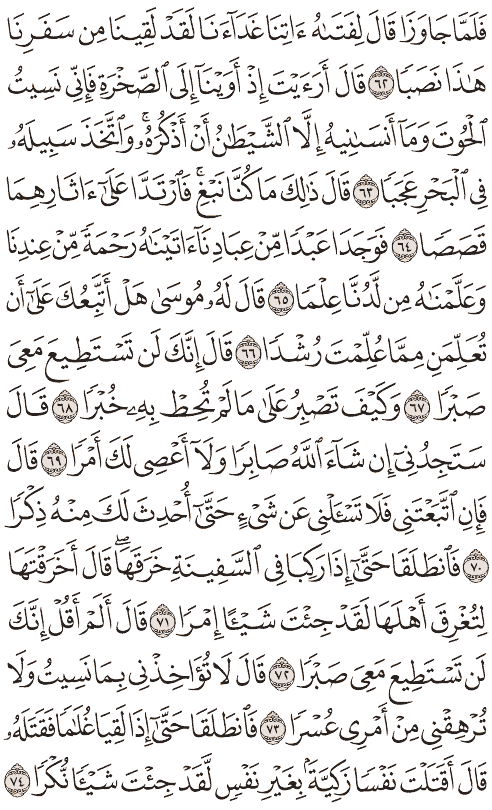 فَلَمَّا جَاوَزَا قَالَ لِفَتَىٰهُ ءَاتِنَا غَدَآءَنَا لَقَدۡ لَقِينَا مِن سَفَرِنَا
هَٰذَا نَصَبٗا ٦٢ قَالَ أَرَءَيۡتَ إِذۡ أَوَيۡنَآ إِلَى ٱلصَّخۡرَةِ فَإِنِّي نَسِيتُ
ٱلۡحُوتَ وَمَآ أَنسَىٰنِيهُ إِلَّا ٱلشَّيۡطَٰنُ أَنۡ أَذۡكُرَهُۥۚ وَٱتَّخَذَ سَبِيلَهُۥ
فِي ٱلۡبَحۡرِ عَجَبٗا ٦٣ قَالَ ذَٰلِكَ مَا كُنَّا نَبۡغِۚ فَٱرۡتَدَّا عَلَىٰٓ ءَاثَارِهِمَا
قَصَصٗا ٦٤ فَوَجَدَا عَبۡدٗا مِّنۡ عِبَادِنَآ ءَاتَيۡنَٰهُ رَحۡمَةٗ مِّنۡ عِندِنَا
وَعَلَّمۡنَٰهُ مِن لَّدُنَّا عِلۡمٗا ٦٥ قَالَ لَهُۥ مُوسَىٰ هَلۡ أَتَّبِعُكَ عَلَىٰٓ أَن
تُعَلِّمَنِ مِمَّا عُلِّمۡتَ رُشۡدٗا ٦٦ قَالَ إِنَّكَ لَن تَسۡتَطِيعَ مَعِيَ
صَبۡرٗا ٦٧ وَكَيۡفَ تَصۡبِرُ عَلَىٰ مَا لَمۡ تُحِطۡ بِهِۦ خُبۡرٗا ٦٨ قَالَ
سَتَجِدُنِيٓ إِن شَآءَ ٱللَّهُ صَابِرٗا وَلَآ أَعۡصِي لَكَ أَمۡرٗا ٦٩ قَالَ
فَإِنِ ٱتَّبَعۡتَنِي فَلَا تَسۡـَٔلۡنِي عَن شَيۡءٍ حَتَّىٰٓ أُحۡدِثَ لَكَ مِنۡهُ ذِكۡرٗا
٧٠ فَٱنطَلَقَا حَتَّىٰٓ إِذَا رَكِبَا فِي ٱلسَّفِينَةِ خَرَقَهَاۖ قَالَ أَخَرَقۡتَهَا
لِتُغۡرِقَ أَهۡلَهَا لَقَدۡ جِئۡتَ شَيۡـًٔا إِمۡرٗا ٧١ قَالَ أَلَمۡ أَقُلۡ إِنَّكَ
لَن تَسۡتَطِيعَ مَعِيَ صَبۡرٗا ٧٢ قَالَ لَا تُؤَاخِذۡنِي بِمَا نَسِيتُ وَلَا
تُرۡهِقۡنِي مِنۡ أَمۡرِي عُسۡرٗا ٧٣ فَٱنطَلَقَا حَتَّىٰٓ إِذَا لَقِيَا غُلَٰمٗا فَقَتَلَهُۥ
قَالَ أَقَتَلۡتَ نَفۡسٗا زَكِيَّةَۢ بِغَيۡرِ نَفۡسٖ لَّقَدۡ جِئۡتَ شَيۡـٔٗا نُّكۡرٗا ٧٤